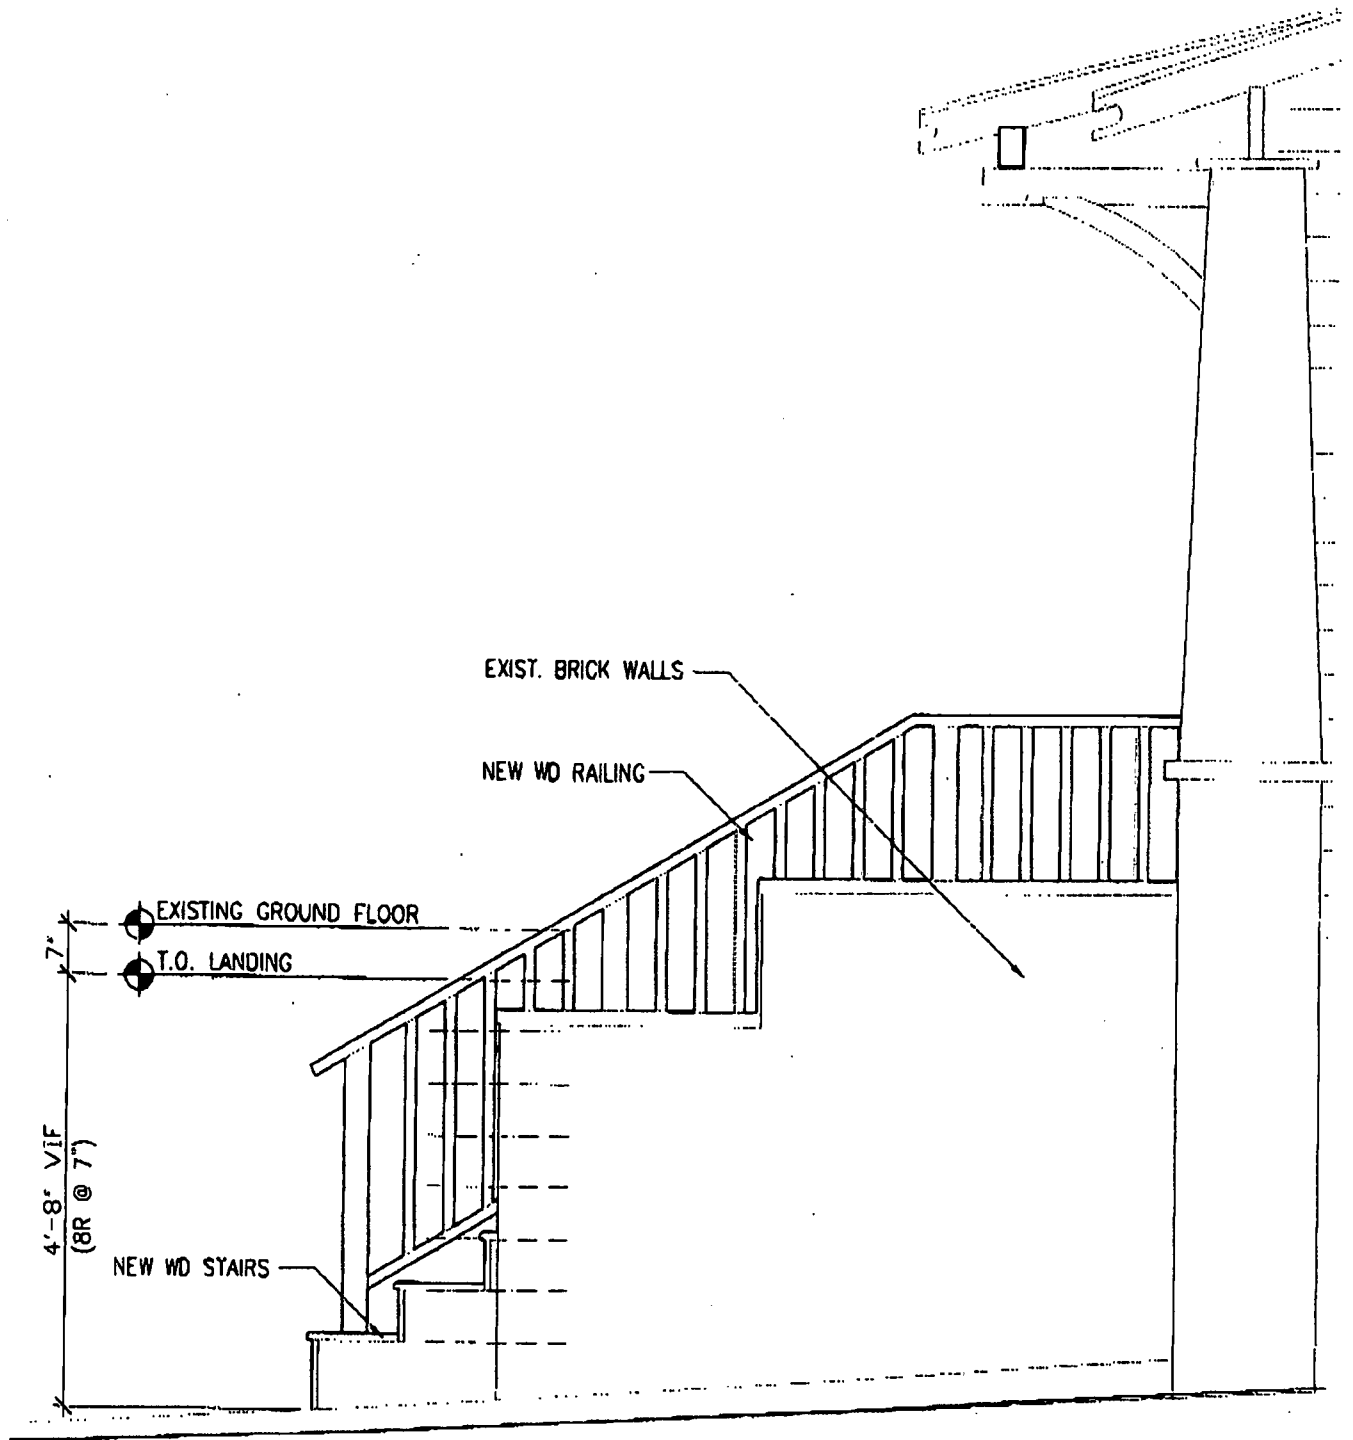 EXIST. BRICK WALLS
NEW WD RAILING
EXISTING GROUND FLOOR
7"
T.O. LANDING
4'-8" VIF
(8R @ 7")
NEW WD STAIRS